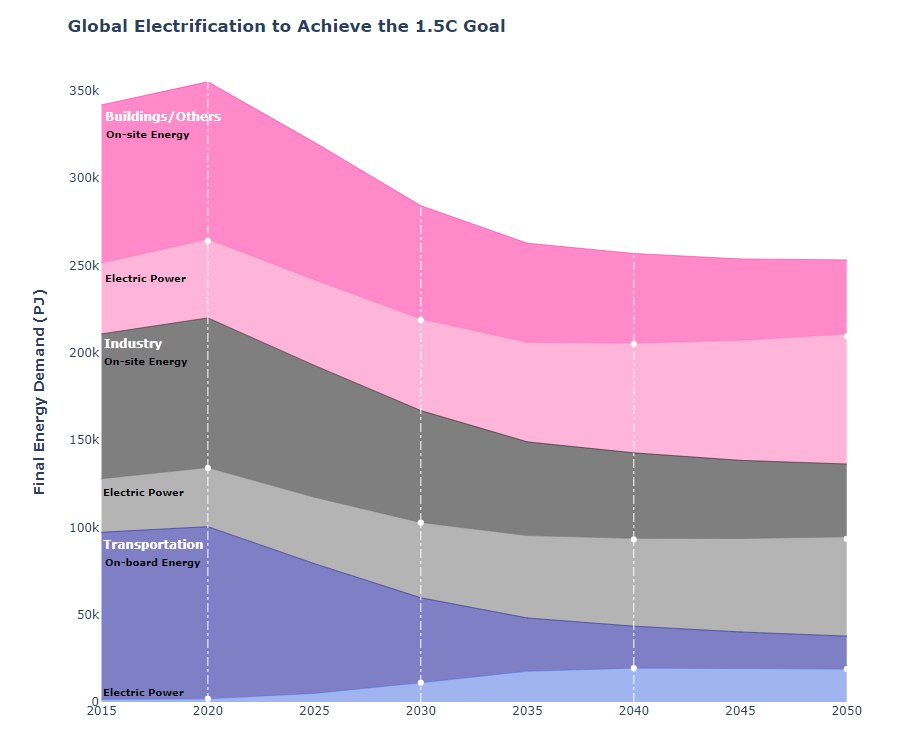 Global Electrification to Achieve the 1.5C Goal
350k
Buildings/Others
On-site Energy
300k
250k
Electric Power
200k
Industry
On-site Energy
150k
Electric Power
100k
Transportation
On-board Energy
50k
Electric Power
0
2015 2020 2025 2030 2035 2040 2045 2050
Final Energy Demand (PJ)